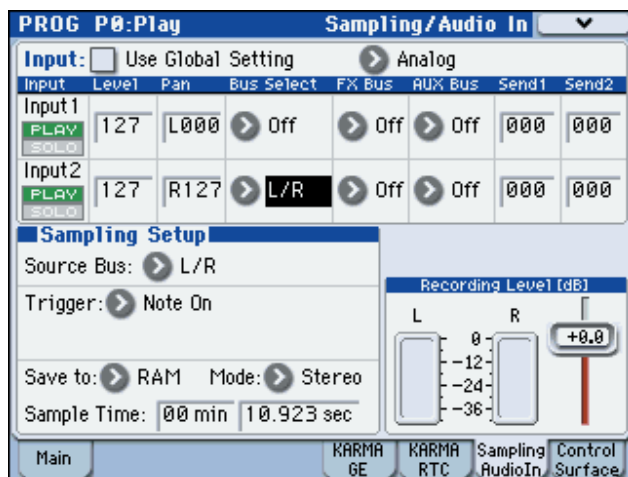 PROG P0:Play Sampling/Audio In
Input: Use Global Setting Analog
Input Level Pan Bus Select FX Bus AUX Bus Send1 Send2
Input1 127 L000 Off Off Off 000 000
PLAY
SOLO
Input2 127 R127 L/R Off Off 000 000
PLAY
SOLO
Sampling Setup
Source Bus: L/R
Trigger: Note On
Save to: RAM Mode: Stereo
Sample Time: 00 min 10.923 sec
Recording Level [dB]
L R
+0.0
0
-12
-24
-36
Main
KARMA GE
KARMA RTC
Sampling AudioIn
Control Surface